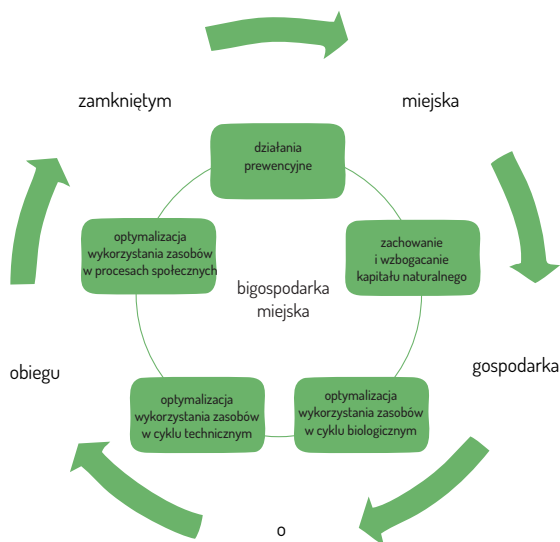 zamkniętym
miejska
działania
prewencyjne
optymalizacja
wykorzystania zasobów
w procesach społecznych
zachowanie
i wzbogacanie
kapitału naturalnego
bigospodarka
miejska
obiegu
gospodarka
optymalizacja
wykorzystania zasobów
w cyklu technicznym
optymalizacja
wykorzystania zasobów
w cyklu biologicznym
o